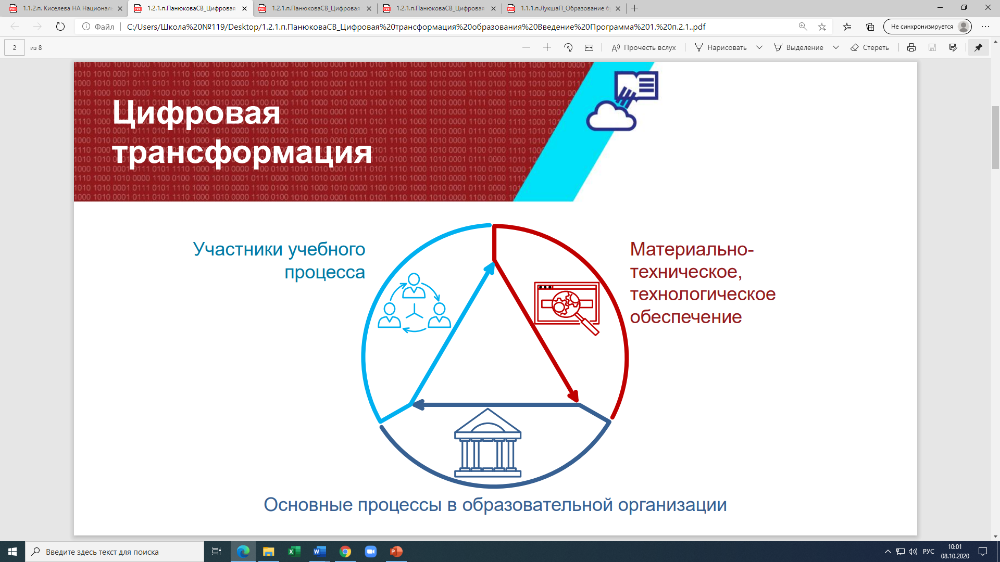 1.1.2.п. Киселева НА Национал
1.2.1.п.ПанюковаСВ_Цифровая
1.2.1.п.ПанюковаСВ_Цифровая
1.2.1.п.ПанюковаСВ_Цифровая
1.1.1.п.ЛукшаП_Образование б
Файл
C:/Users/Школа%20№119/Desktop/1.2.1.п.ПанюковаСВ_Цифровая%20трансформация%20образования%20Введение%20Программа%201.%20п.2.1..pdf
Не синхронизируется
2 из 8
Прочесть вслух
Нарисовать
Выделение
Стереть
Цифровая
трансформация
Участники учебного
процесса
Материально-
техническое,
технологическое
обеспечение
Основные процессы в образовательной организации
Введите здесь текст для поиска
РУС
10:01
08.10.2020